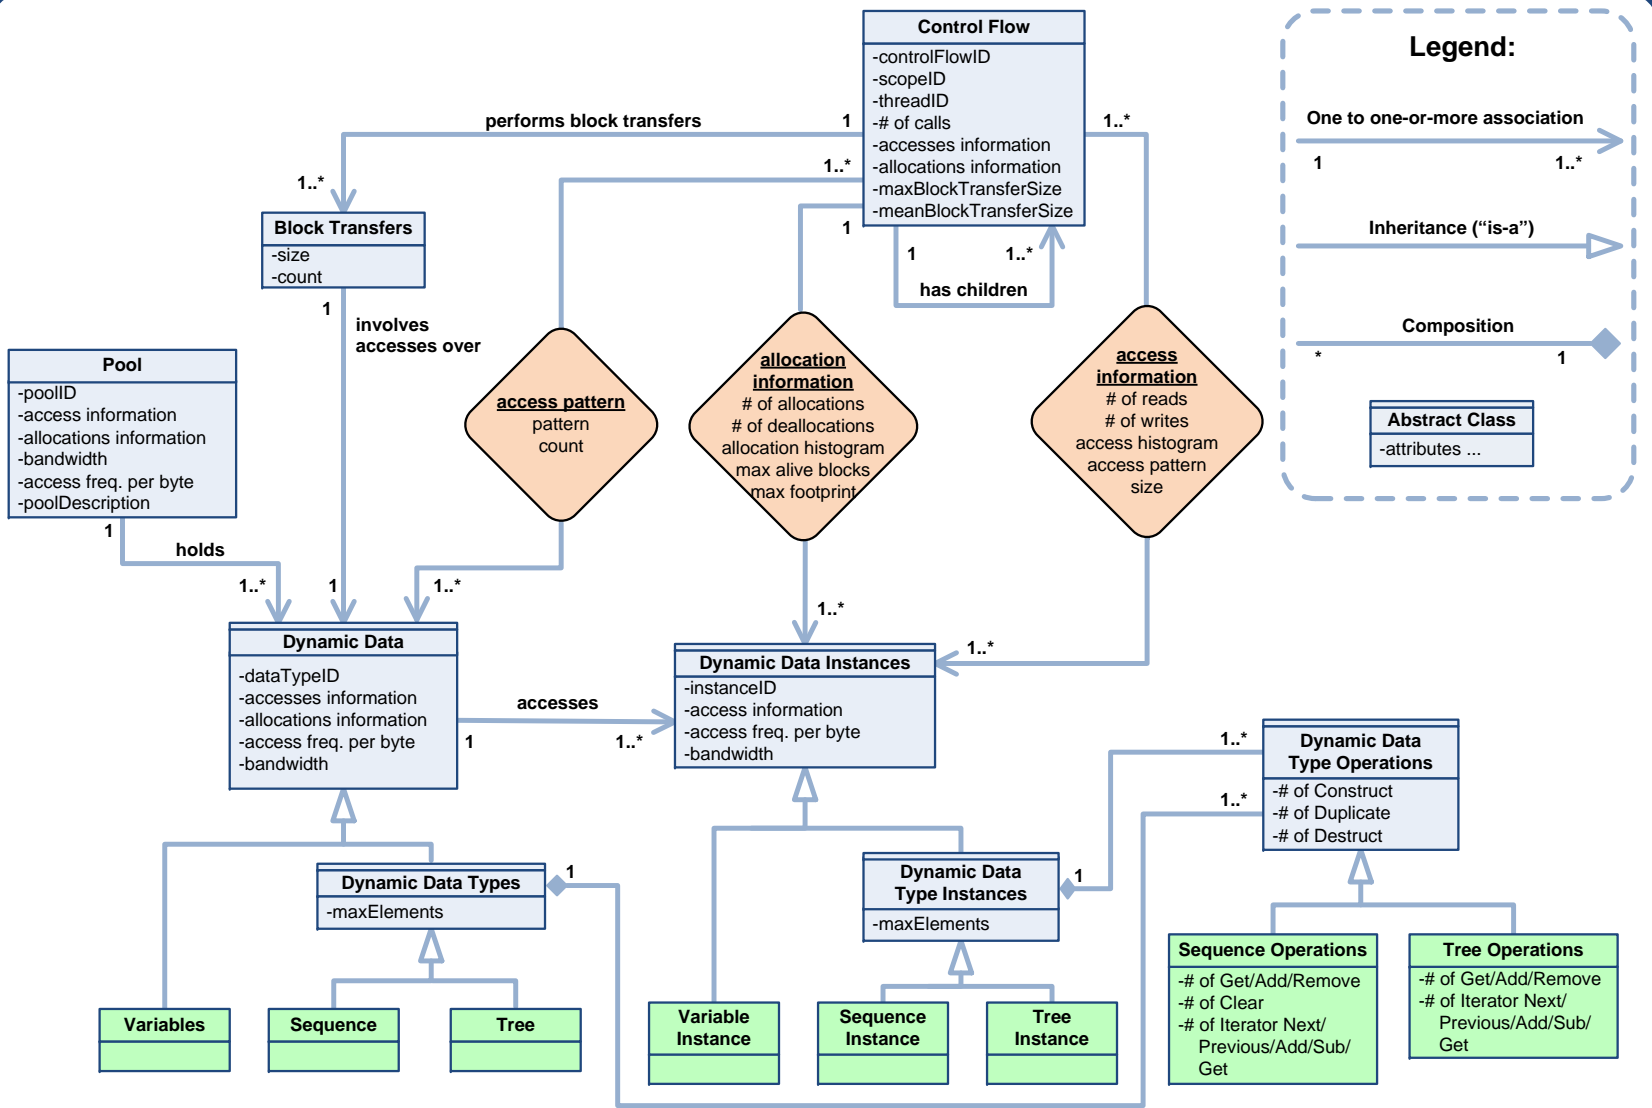 Control Flow
-controlFlowID
-scopeID
-threadID
-# of calls
-accesses information
-allocations information
-maxBlockTransferSize
-meanBlockTransferSize
performs block transfers
1
1..*
1..*
1..*
1
1
1..*
has children
Legend:
One to one-or-more association
1
1..*
Inheritance (“is-a”)
Composition
*
1
Abstract Class
-attributes ...
Block Transfers
-size
-count
1
involves
accesses over
Pool
-poolID
-access information
-allocations information
-bandwidth
-access freq. per byte
-poolDescription
1
holds
1..*
1
1..*
access pattern
pattern
count
allocation
information
# of allocations
# of deallocations
allocation histogram
max alive blocks
max footprint
access
information
# of reads
# of writes
access histogram
access pattern
size
1..*
1..*
Dynamic Data
-dataTypeID
-accesses information
-allocations information
-access freq. per byte
-bandwidth
accesses
1
1..*
Dynamic Data Instances
-instanceID
-access information
-access freq. per byte
-bandwidth
1..*
1..*
Dynamic Data
Type Operations
-# of Construct
-# of Duplicate
-# of Destruct
Dynamic Data Types
-maxElements
1
Dynamic Data
Type Instances
-maxElements
1
Variables
Sequence
Tree
Variable
Instance
Sequence
Instance
Tree
Instance
Sequence Operations
-# of Get/Add/Remove
-# of Clear
-# of Iterator Next/
Previous/Add/Sub/
Get
Tree Operations
-# of Get/Add/Remove
-# of Iterator Next/
Previous/Add/Sub/
Get